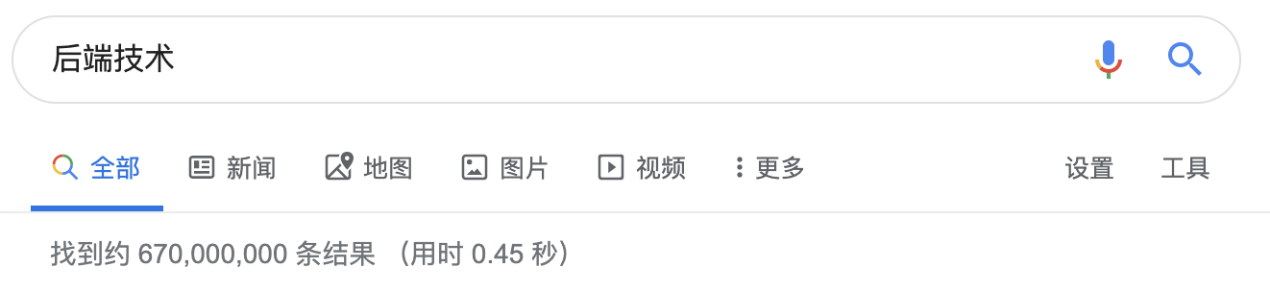 后端技术
全部 新闻 地图 图片 视频 更多 设置 工具
找到约 670,000,000 条结果 （用时 0.45 秒）